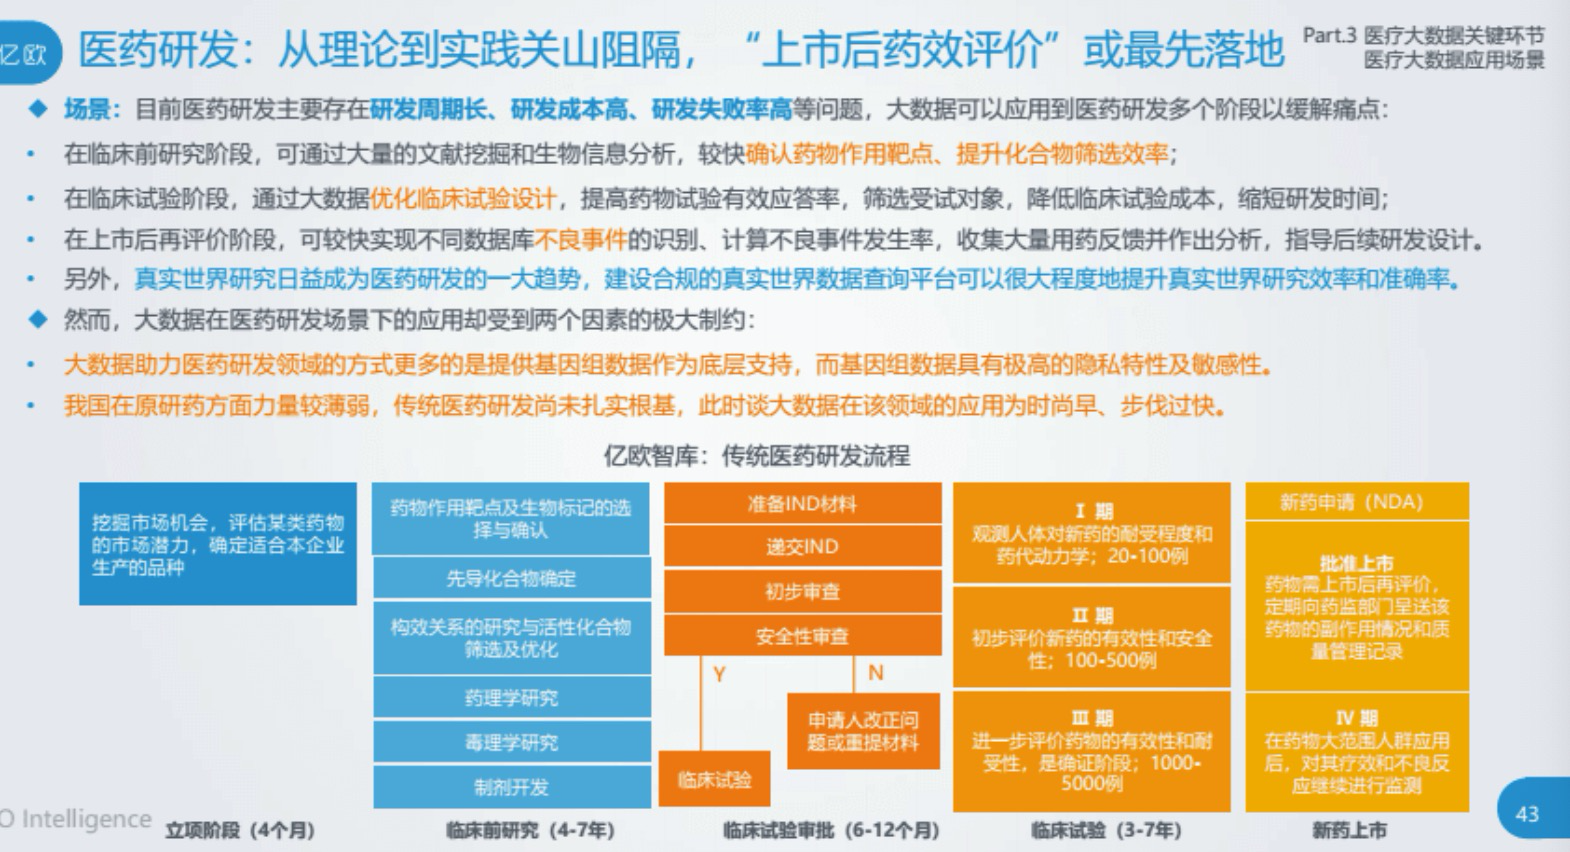 亿欧
医药研发：从理论到实践关山阻隔，“上市后药效评价”或最先落地
Part.3 医疗大数据关键环节
医疗大数据应用场景
◆ 场景：目前医药研发主要存在研发周期长、研发成本高、研发失败率高等问题，大数据可以应用到医药研发多个阶段以缓解痛点：
• 在临床前研究阶段，可通过大量的文献挖掘和生物信息分析，较快确认药物作用靶点、提升化合物筛选效率；
• 在临床试验阶段，通过大数据优化临床试验设计，提高药物试验有效应答率，筛选受试对象，降低临床试验成本，缩短研发时间；
• 在上市后再评价阶段，可较快实现不同数据库不良事件的识别、计算不良事件发生率，收集大量用药反馈并作出分析，指导后续研发设计。
• 另外，真实世界研究日益成为医药研发的一大趋势，建设合规的真实世界数据查询平台可以很大程度地提升真实世界研究效率和准确率。
◆ 然而，大数据在医药研发场景下的应用却受到两个因素的极大制约：
• 大数据助力医药研发领域的方式更多的是提供基因组数据作为底层支持，而基因组数据具有极高的隐私特性及敏感性。
• 我国在原研药方面力量较薄弱，传统医药研发尚未扎实根基，此时谈大数据在该领域的应用为时尚早、步伐过快。
亿欧智库：传统医药研发流程
挖掘市场机会，评估某类药物
的市场潜力，确定适合本企业
生产的品种
立项阶段（4个月）
药物作用靶点及生物标记的选
择与确认
先导化合物确定
构效关系的研究与活性化合物
筛选及优化
药理学研究
毒理学研究
制剂开发
临床前研究（4-7年）
准备IND材料
递交IND
初步审查
安全性审查
Y
N
申请人改正问
题或重提材料
临床试验
临床试验审批（6-12个月）
I 期
观测人体对新药的耐受程度和
药代动力学；20-100例
II 期
初步评价新药的有效性和安全
性；100-500例
III 期
进一步评价药物的有效性和耐
受性，是确证阶段；1000-
5000例
临床试验（3-7年）
新药申请（NDA）
批准上市
药物需上市后再评价，
定期向药监部门呈送该
药物的副作用情况和质
量管理记录
IV 期
在药物大范围人群应用
后，对其疗效和不良反
应继续进行监测
新药上市
O Intelligence
43